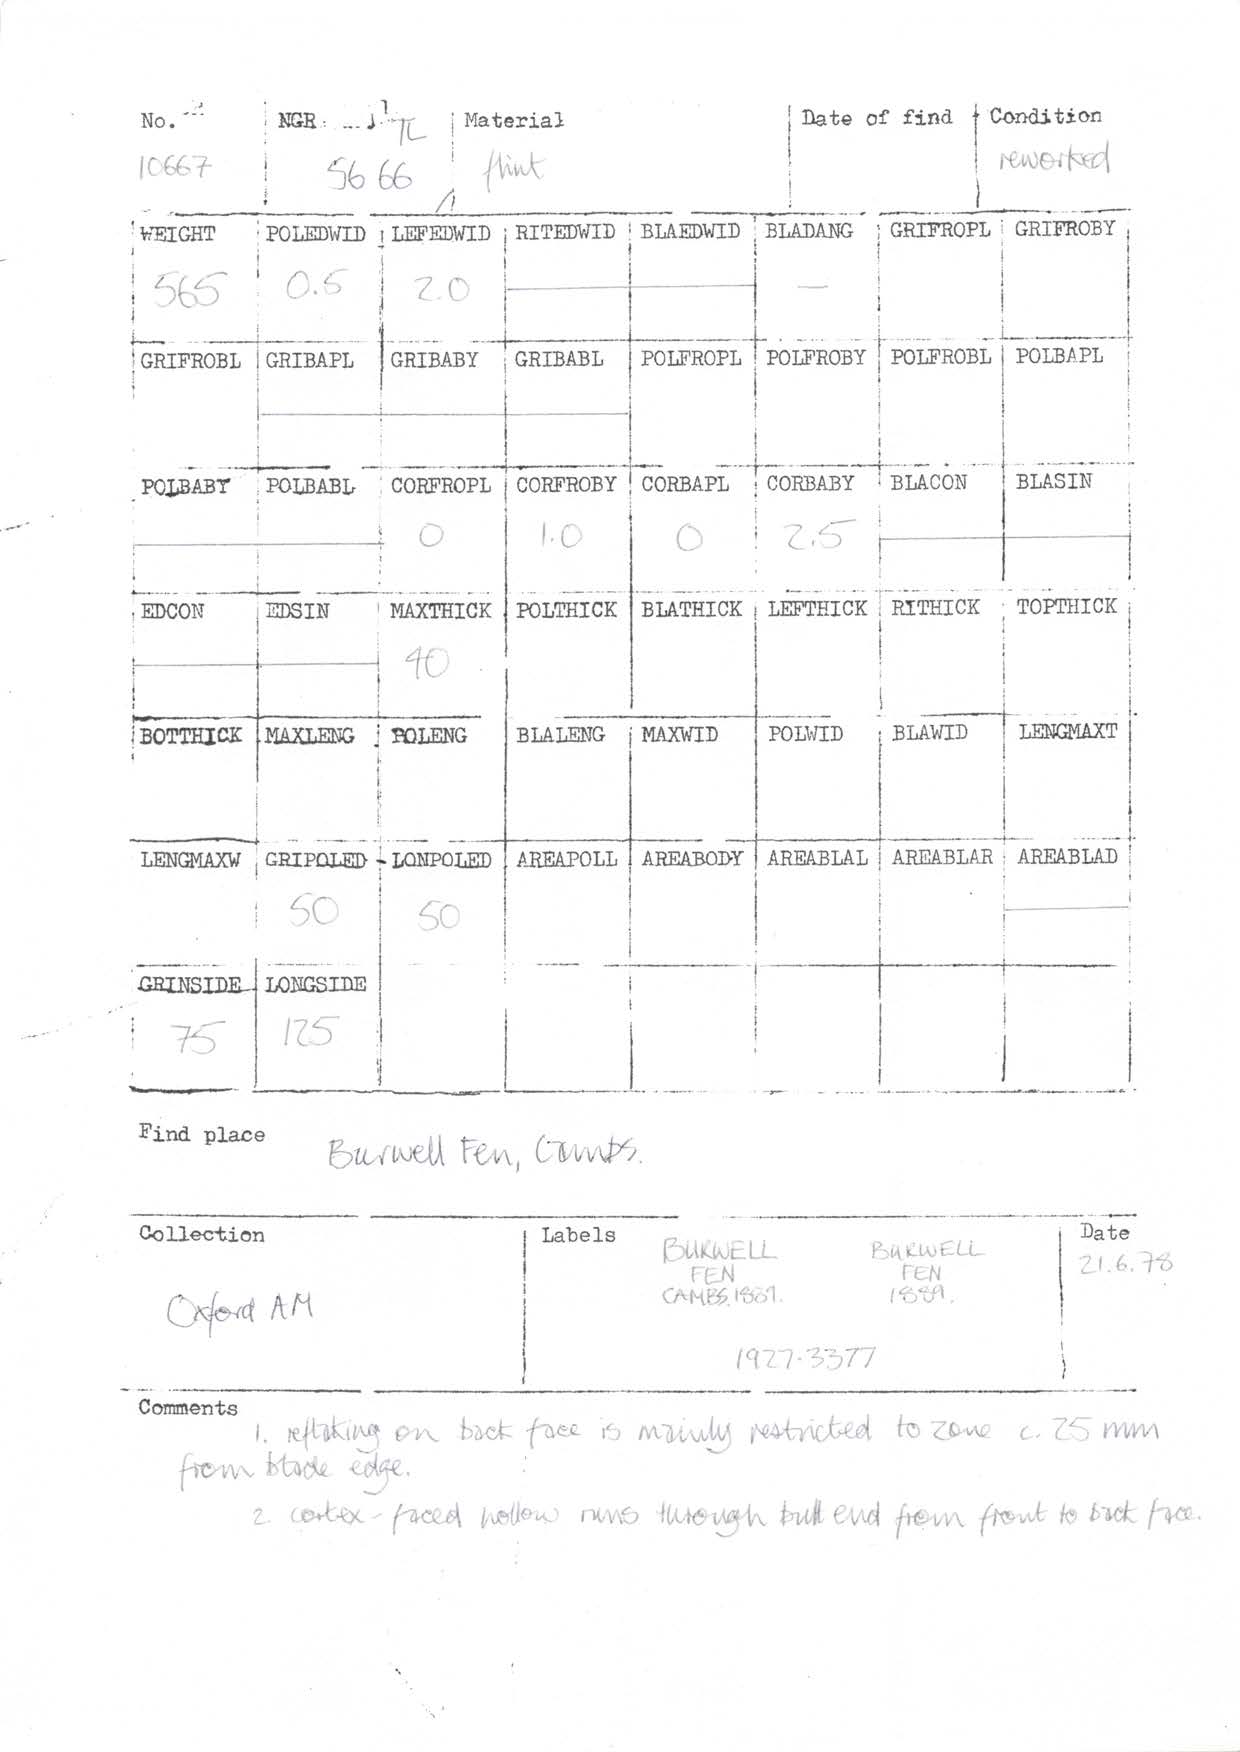 No. NGR: TL Material Date of find Condition
10667 56 66 flint reworked
WEIGHT POLEDWID LEFEDWID RITEDWID BLAEDWID BLADANG GRIFROPL GRIFROBY
565 0.5 2.0 —
GRIFROBL GRIBAPL GRIBABY GRIBABL POLFROPL POLFROBY POLFROBL POLBAPL
POLBABY POLBABL CORFROPL CORFROBY CORBAPL CORBABY BLACON BLASIN
0 1.0 0 2.5
EDCON EDSIN MAXTHICK POLTHICK BLATHICK LEFTHICK RITHICK TOPTHICK
40
BOTTHICK MAXLENG POLENG BLALENG MAXWID POLWID BLAWID LENGMAXT
LENGMAXW GRIPOLED LONPOLED AREAPOLL AREABODY AREABLAL AREABLAR AREABLAD
50 50
GRINSIDE LONGSIDE
75 125
Find place Burwell Fen, Cambs.
Collection Labels Date
BURWELL BURWELL 21.6.78
FEN FEN
CAMBS. 1889. 1889.
Oxford AM
1927-3377
Comments
1. reflaking on back face is mainly restricted to zone c. 25 mm
from blade edge.
2. cortex-faced hollow runs through butt end from front to back face.